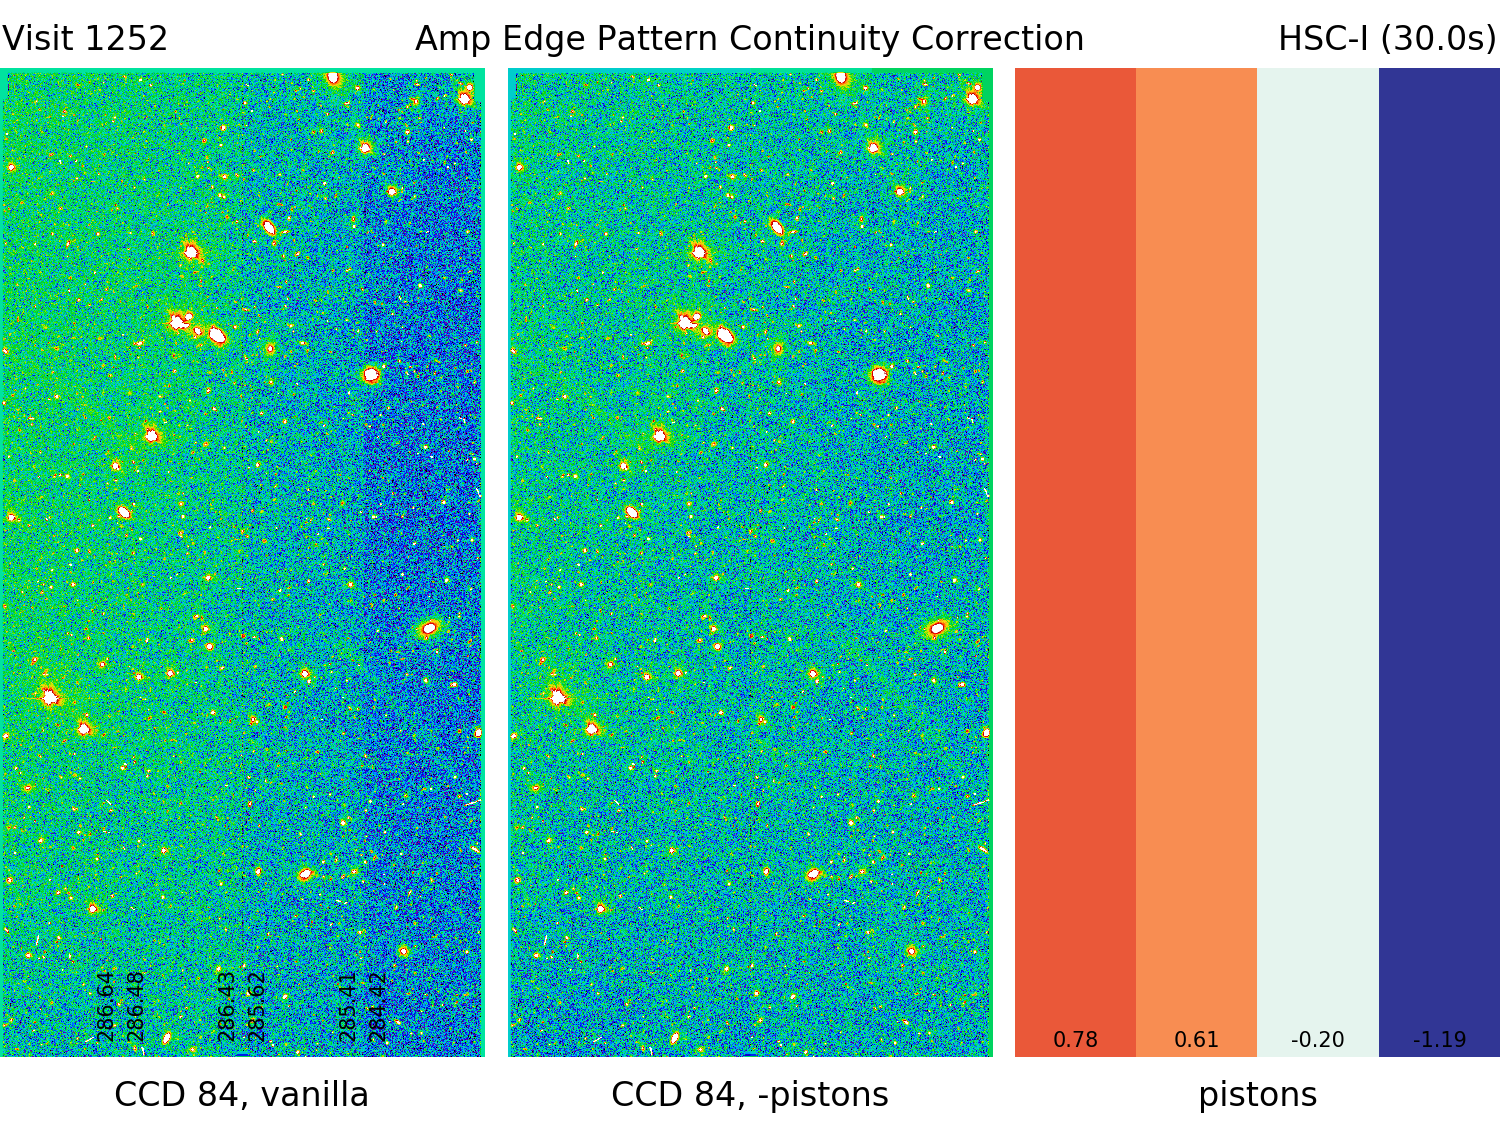 Visit 1252
Amp Edge Pattern Continuity Correction
HSC-I (30.0s)
286.64
286.48
286.43
285.62
285.41
284.42
0.78
0.61
-0.20
-1.19
CCD 84, vanilla
CCD 84, -pistons
pistons